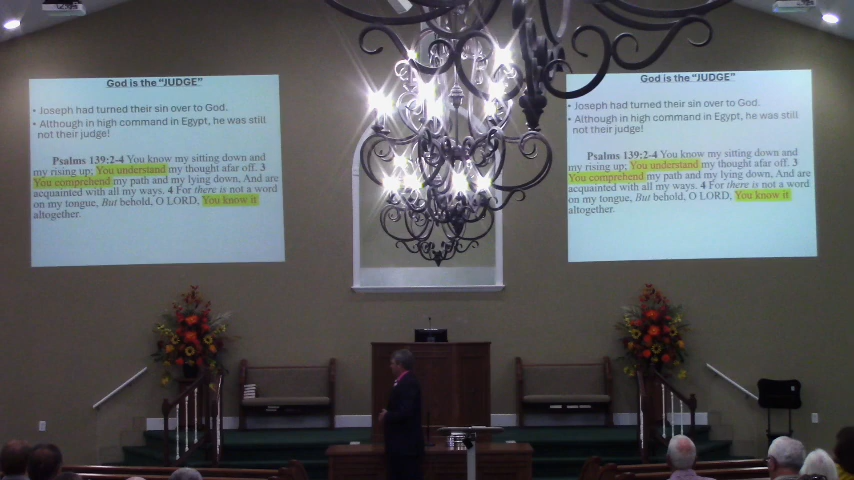 God is the "JUDGE"
• Joseph had turned their sin over to God.
• Although in high command in Egypt, he was still
not their judge!
Psalms 139:2-4 You know my sitting down and
my rising up; You understand my thought afar off. 3
You comprehend my path and my lying down, And are
acquainted with all my ways. 4 For there is not a word
on my tongue, But behold, O LORD, You know it
altogether.
God is the "JUDGE"
• Joseph had turned their sin over to God.
• Although in high command in Egypt, he was still
not their judge!
Psalms 139:2-4 You know my sitting down and
my rising up; You understand my thought afar off. 3
You comprehend my path and my lying down, And are
acquainted with all my ways. 4 For there is not a word
on my tongue, But behold, O LORD, You know it
altogether.